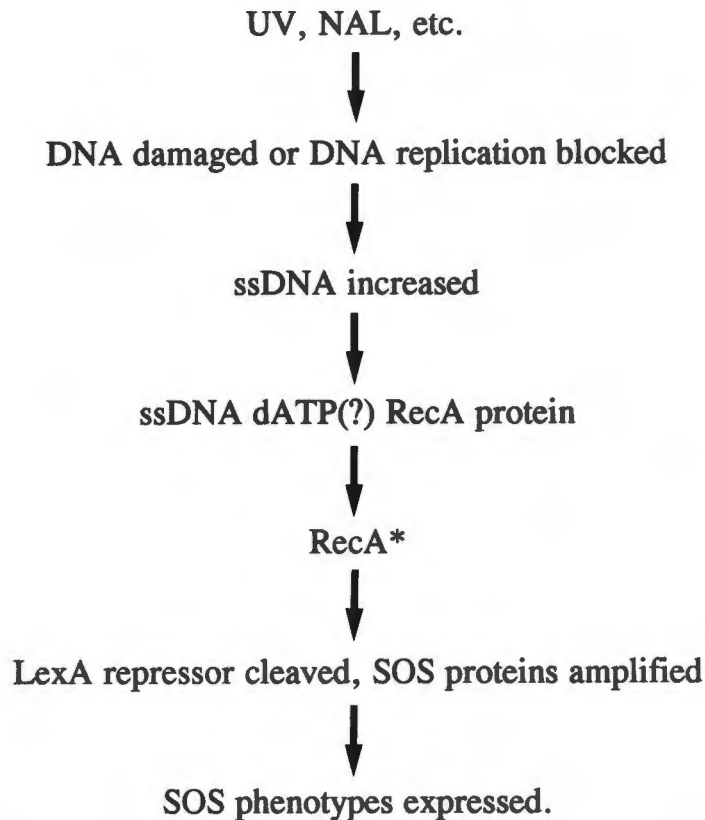 UV, NAL, etc.
DNA damaged or DNA replication blocked
ssDNA increased
ssDNA dATP(?) RecA protein
RecA*
LexA repressor cleaved, SOS proteins amplified
SOS phenotypes expressed.